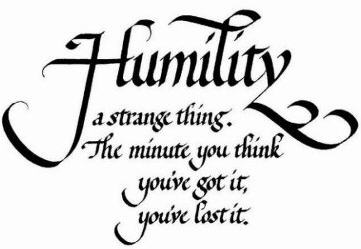 Humility
a strange thing.
The minute you think
you've got it,
you've lost it.